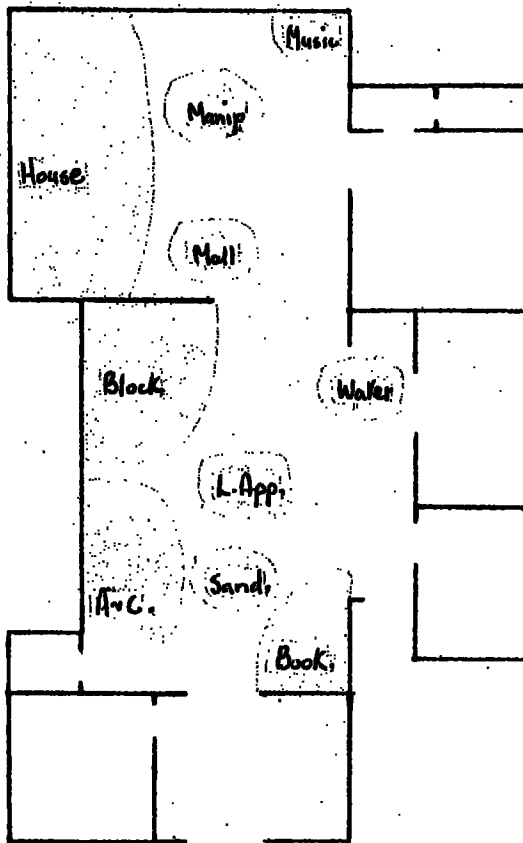 Music
Manip
House
Mall
Block
Water
L.App.
Sand
A+C.
Book